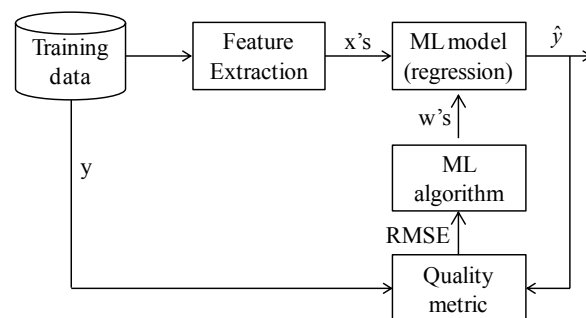 Training
data
Feature
Extraction
x's
ML model
(regression)
ŷ
w's
y
ML
algorithm
RMSE
Quality
metric